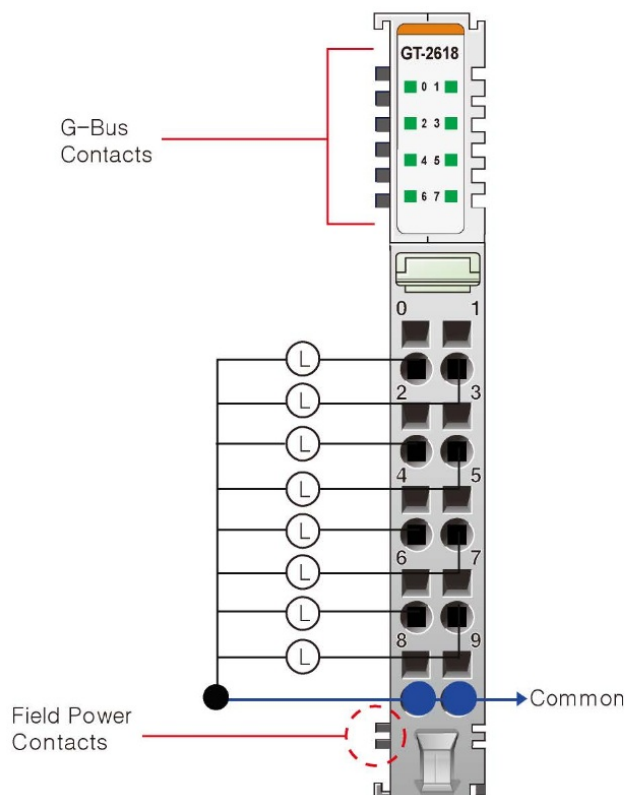 GT-2618
0 1
2 3
4 5
6 7
G-Bus
Contacts
0 1
L
2 3
L
L
4 5
L
L
6 7
L
L
8 9
L
Common
Field Power
Contacts